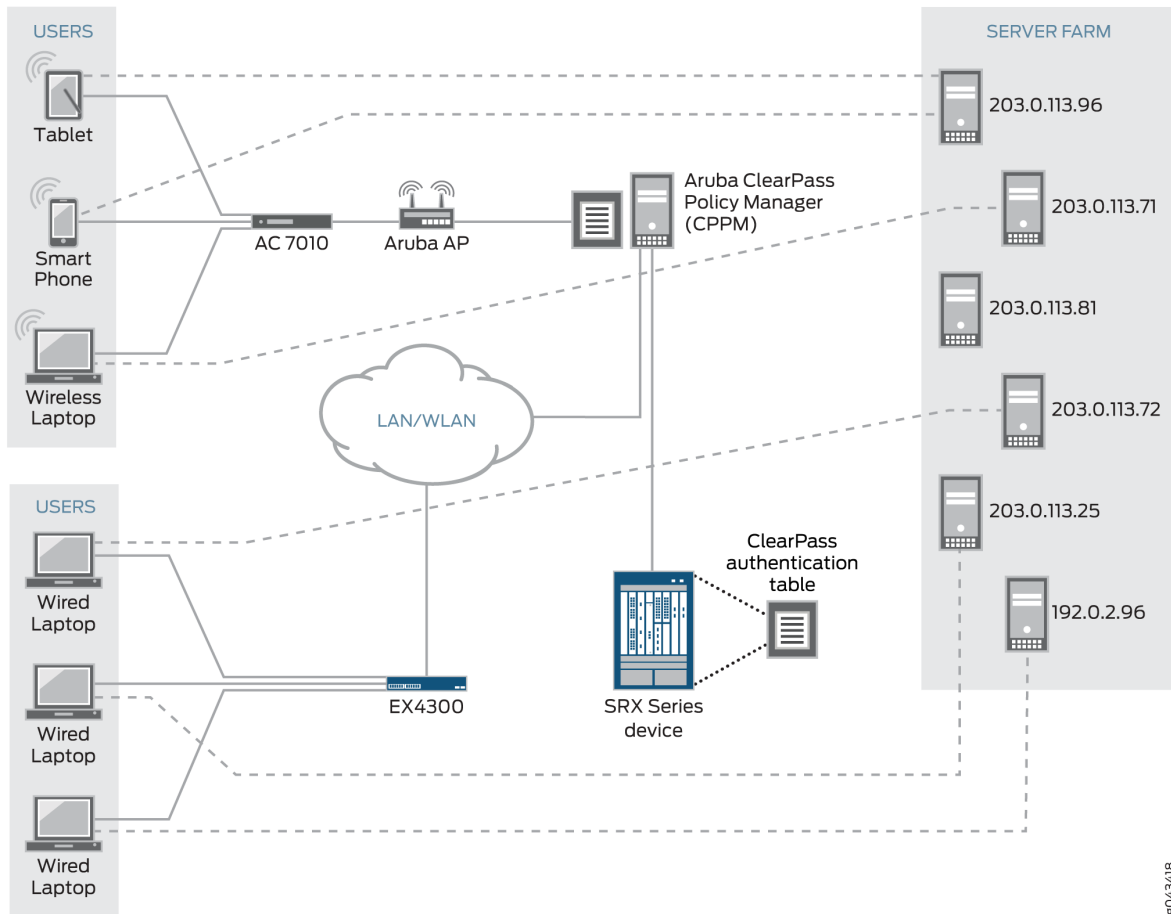 USERS
Tablet
Smart
Phone
Wireless
Laptop
AC 7010
Aruba AP
Aruba ClearPass
Policy Manager
(CPPM)
LAN/WLAN
USERS
Wired
Laptop
Wired
Laptop
Wired
Laptop
EX4300
SRX Series
device
ClearPass
authentication
table
SERVER FARM
203.0.113.96
203.0.113.71
203.0.113.81
203.0.113.72
203.0.113.25
192.0.2.96
g043418